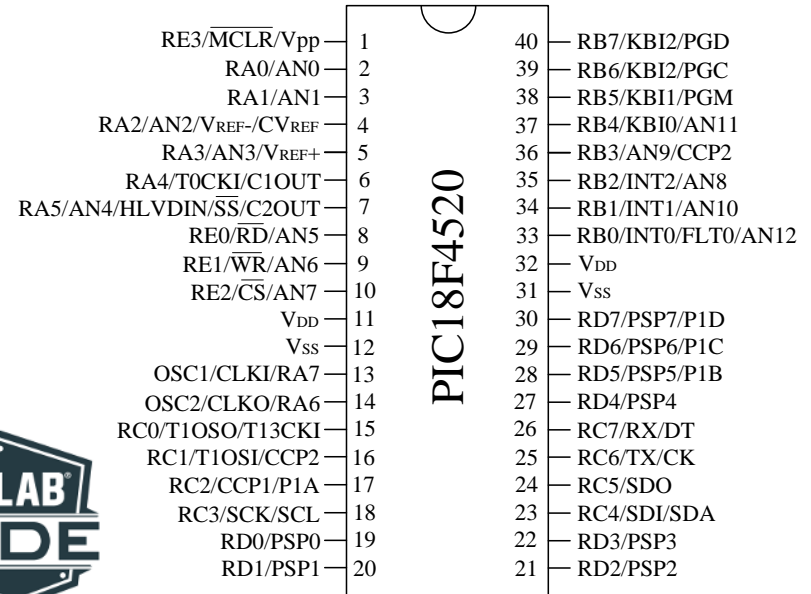 RE3/MCLR/Vpp 1
RA0/AN0 2
RA1/AN1 3
RA2/AN2/VREF-/CVREF 4
RA3/AN3/VREF+ 5
RA4/T0CKI/C1OUT 6
RA5/AN4/HLVDIN/SS/C2OUT 7
RE0/RD/AN5 8
RE1/WR/AN6 9
RE2/CS/AN7 10
VDD 11
VSS 12
OSC1/CLKI/RA7 13
OSC2/CLKO/RA6 14
RC0/T1OSO/T13CKI 15
RC1/T1OSI/CCP2 16
RC2/CCP1/P1A 17
RC3/SCK/SCL 18
RD0/PSP0 19
RD1/PSP1 20
PIC18F4520
40 RB7/KBI2/PGD
39 RB6/KBI2/PGC
38 RB5/KBI1/PGM
37 RB4/KBI0/AN11
36 RB3/AN9/CCP2
35 RB2/INT2/AN8
34 RB1/INT1/AN10
33 RB0/INT0/FLT0/AN12
32 VDD
31 VSS
30 RD7/PSP7/P1D
29 RD6/PSP6/P1C
28 RD5/PSP5/P1B
27 RD4/PSP4
26 RC7/RX/DT
25 RC6/TX/CK
24 RC5/SDO
23 RC4/SDI/SDA
22 RD3/PSP3
21 RD2/PSP2
LAB®
DE